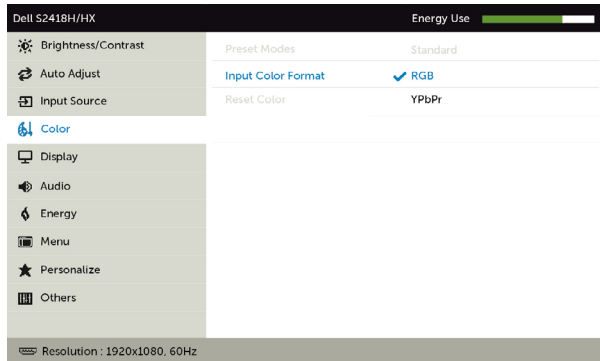 Dell S2418H/HX Energy Use
Brightness/Contrast Preset Modes Standard
Auto Adjust Input Color Format RGB
Input Source Reset Color YPbPr
Color
Display
Audio
Energy
Menu
Personalize
Others
Resolution : 1920x1080, 60Hz